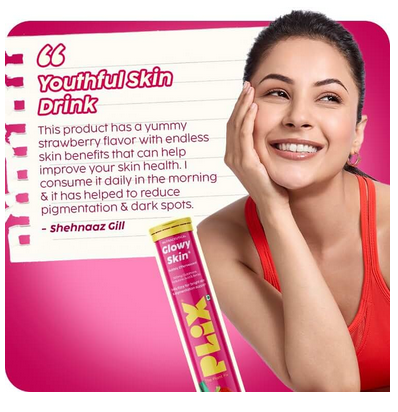 “
Youthful Skin
Drink
This product has a yummy
strawberry flavor with endless
skin benefits that can help
improve your skin health. I
consume it daily in the morning
& it has helped to reduce
pigmentation & dark spots.
- Shehnaaz Gill
Glowy
Skin
PLIX